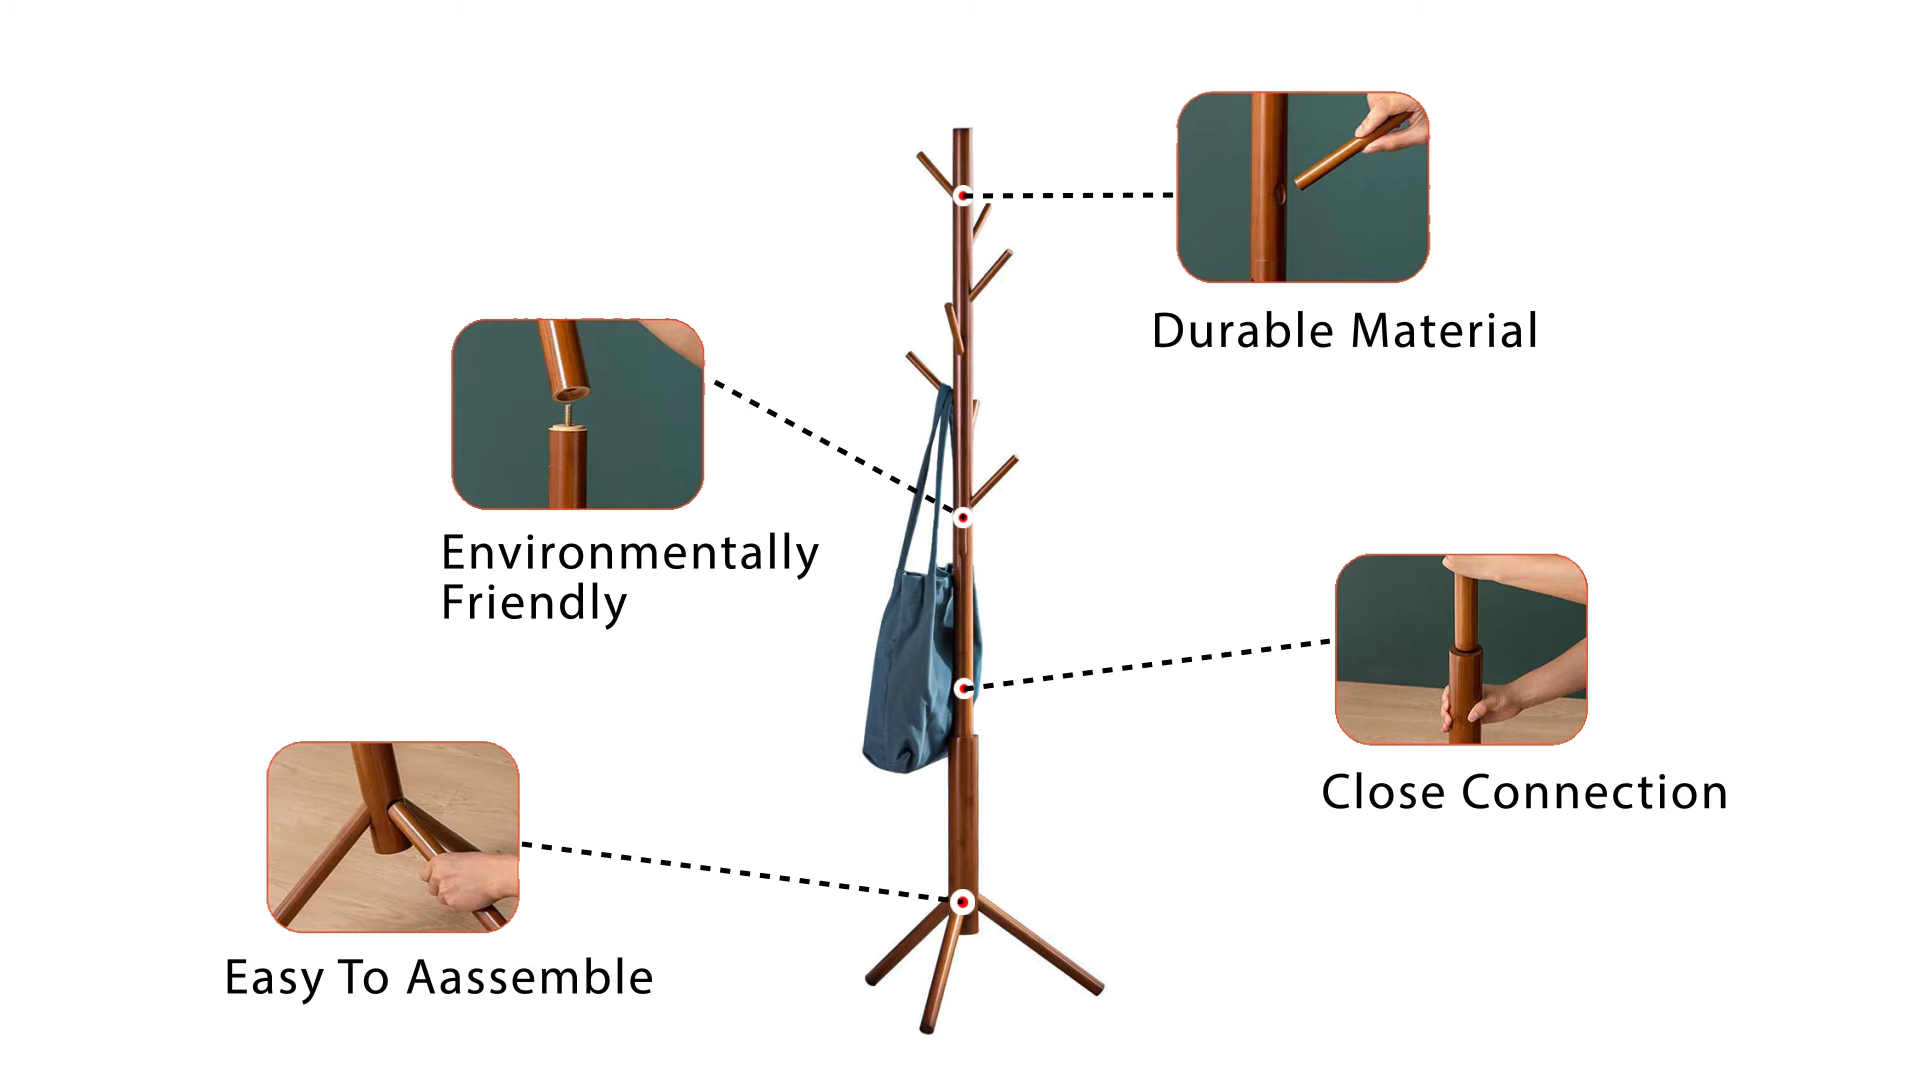 Durable Material
Environmentally
Friendly
Close Connection
Easy To Aassemble